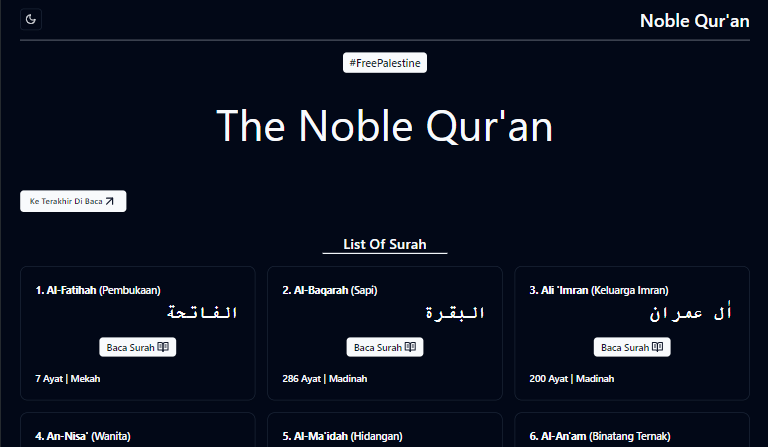 Noble Qur'an
#FreePalestine
The Noble Qur'an
Ke Terakhir Di Baca
List Of Surah
1. Al-Fatihah (Pembukaan)
الفاتحة
Baca Surah
7 Ayat | Mekah
2. Al-Baqarah (Sapi)
البقرة
Baca Surah
286 Ayat | Madinah
3. Ali 'Imran (Keluarga Imran)
اٰل عمران
Baca Surah
200 Ayat | Madinah
4. An-Nisa' (Wanita)
5. Al-Ma'idah (Hidangan)
6. Al-An'am (Binatang Ternak)